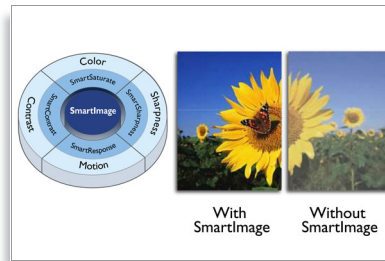 Color
SmartSaturate
Contrast
SmartContrast
SmartImage
SmartSharpness
Sharpness
SmartResponse
Motion
With
SmartImage
Without
SmartImage